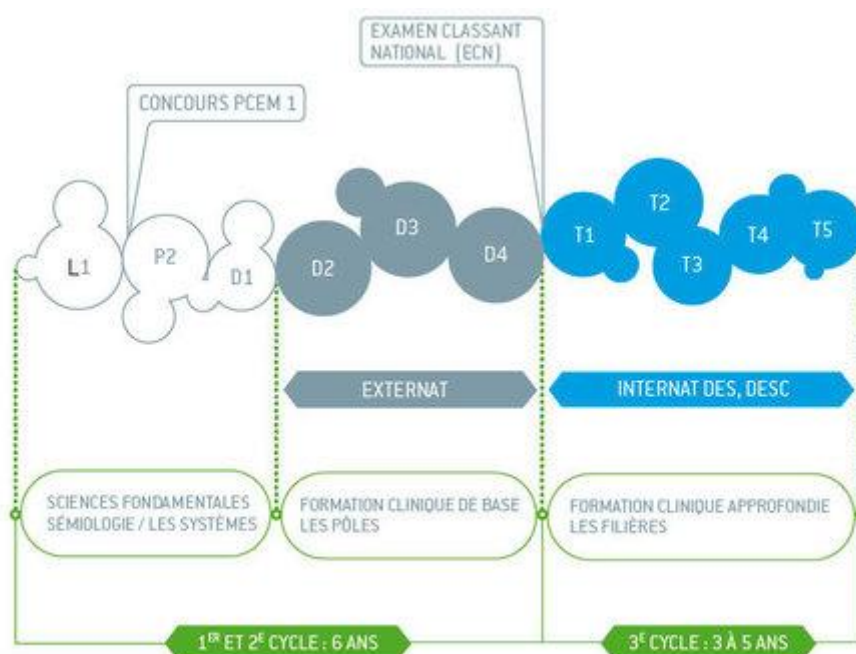 EXAMEN CLASSANT
NATIONAL (ECN)
CONCOURS PCEM 1
L1
P2
D1
D2
D3
D4
T1
T2
T3
T4
T5
EXTERNAT
INTERNAT DES, DESC
SCIENCES FONDAMENTALES
SÉMIOLOGIE / LES SYSTÈMES
FORMATION CLINIQUE DE BASE
LES PÔLES
FORMATION CLINIQUE APPROFONDIE
LES FILIÈRES
1ER ET 2E CYCLE : 6 ANS
3E CYCLE : 3 À 5 ANS